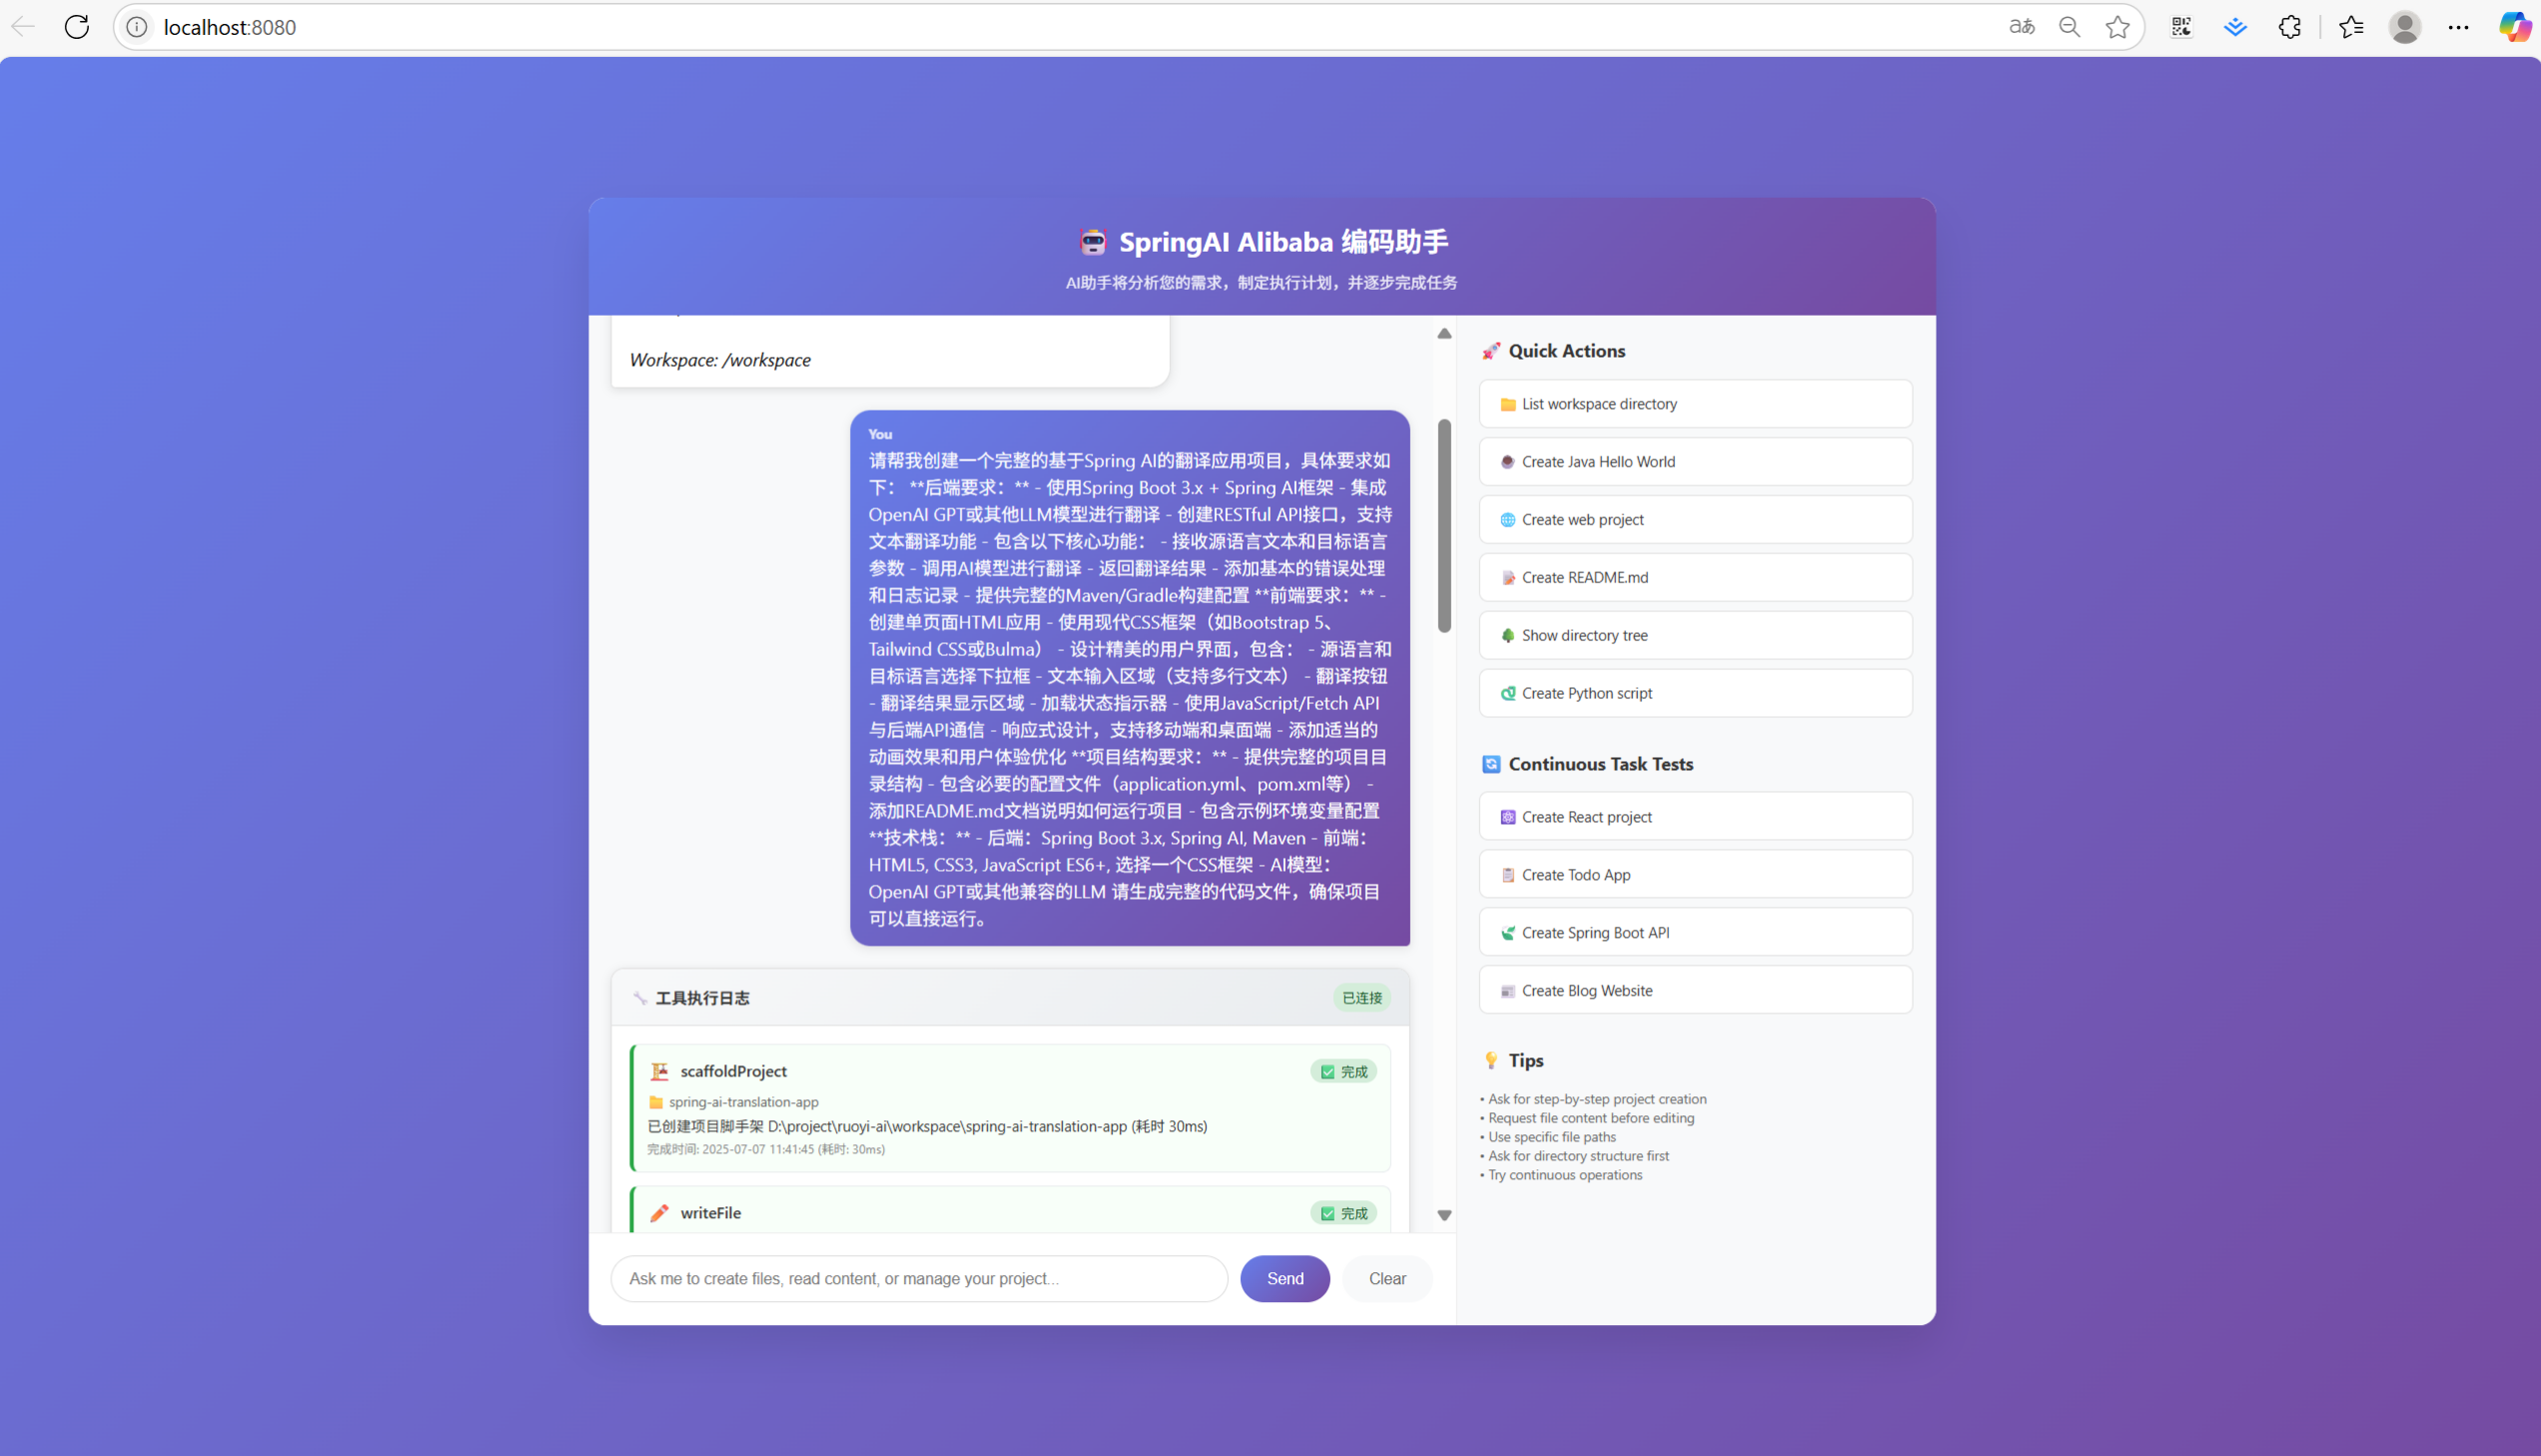 localhost:8080
SpringAI Alibaba 编码助手
AI助手将分析您的需求，制定执行计划，并逐步完成任务
Workspace: /workspace
You
请帮我创建一个完整的基于Spring AI的翻译应用项目，具体要求如
下： **后端要求：** - 使用Spring Boot 3.x + Spring AI框架 - 集成
OpenAI GPT或其他LLM模型进行翻译 - 创建RESTful API接口，支持
文本翻译功能 - 包含以下核心功能： - 接收源语言文本和目标语言
参数 - 调用AI模型进行翻译 - 返回翻译结果 - 添加基本的错误处理
和日志记录 - 提供完整的Maven/Gradle构建配置 **前端要求：** -
创建单页面HTML应用 - 使用现代CSS框架（如Bootstrap 5、
Tailwind CSS或Bulma） - 设计精美的用户界面，包含： - 源语言和
目标语言选择下拉框 - 文本输入区域（支持多行文本） - 翻译按钮
- 翻译结果显示区域 - 加载状态指示器 - 使用JavaScript/Fetch API
与后端API通信 - 响应式设计，支持移动端和桌面端 - 添加适当的
动画效果和用户体验优化 **项目结构要求：** - 提供完整的项目目
录结构 - 包含必要的配置文件（application.yml、pom.xml等） -
添加README.md文档说明如何运行项目 - 包含示例环境变量配置
**技术栈：** - 后端：Spring Boot 3.x, Spring AI, Maven - 前端：
HTML5, CSS3, JavaScript ES6+, 选择一个CSS框架 - AI模型：
OpenAI GPT或其他兼容的LLM 请生成完整的代码文件，确保项目
可以直接运行。
工具执行日志
已连接
scaffoldProject
完成
spring-ai-translation-app
已创建项目脚手架 D:\project\ruoyi-ai\workspace\spring-ai-translation-app (耗时 30ms)
完成时间: 2025-07-07 11:41:45 (耗时: 30ms)
writeFile
完成
Ask me to create files, read content, or manage your project...
Send
Clear
Quick Actions
List workspace directory
Create Java Hello World
Create web project
Create README.md
Show directory tree
Create Python script
Continuous Task Tests
Create React project
Create Todo App
Create Spring Boot API
Create Blog Website
Tips
• Ask for step-by-step project creation
• Request file content before editing
• Use specific file paths
• Ask for directory structure first
• Try continuous operations